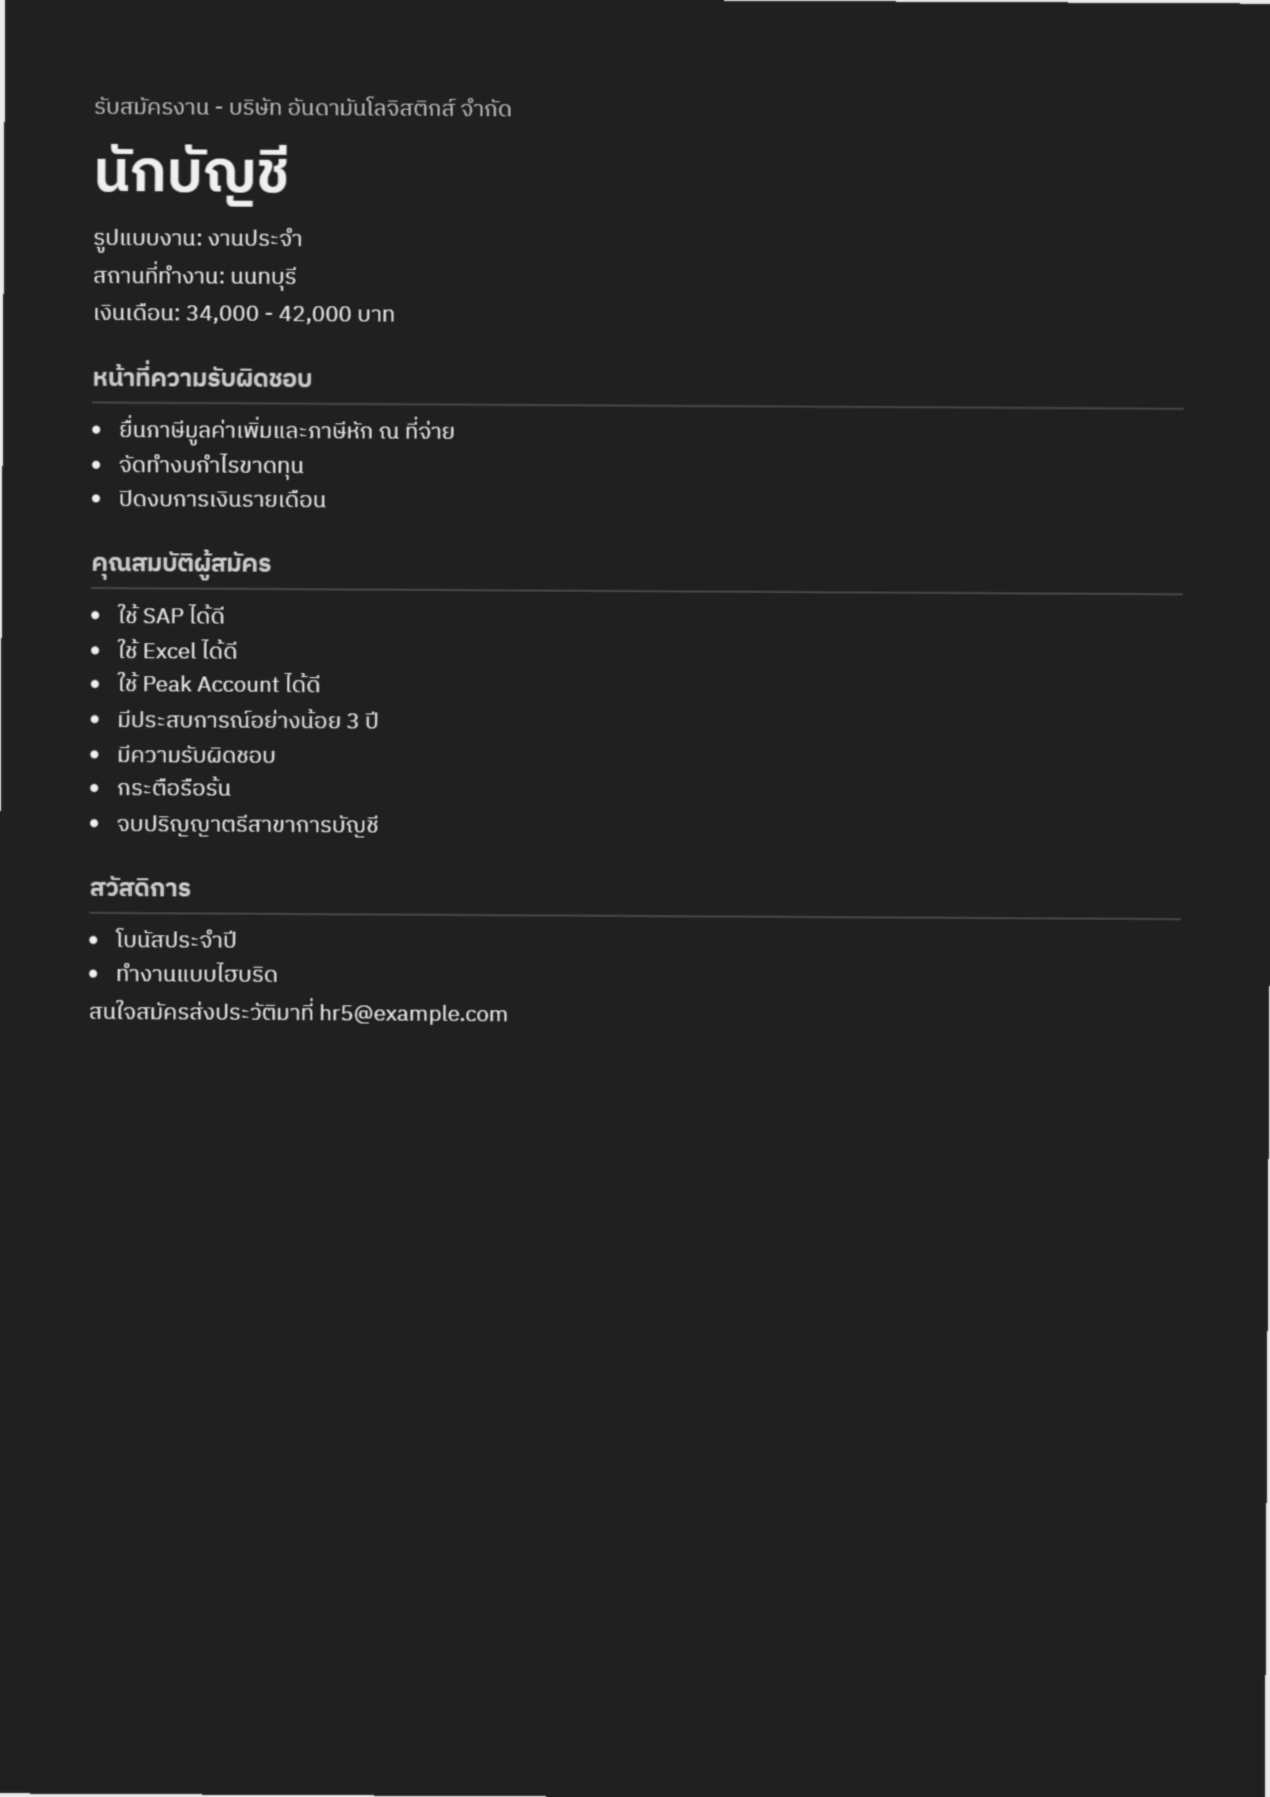 รับสมัครงาน - บริษัท อันดามันโลจิสติกส์ จำกัด
นักบัญชี
รูปแบบงาน: งานประจำ
สถานที่ทำงาน: นนทบุรี
เงินเดือน: 34,000 - 42,000 บาท
หน้าที่ความรับผิดชอบ
• ยื่นภาษีมูลค่าเพิ่มและภาษีหัก ณ ที่จ่าย
• จัดทำงบกำไรขาดทุน
• ปิดงบการเงินรายเดือน
คุณสมบัติผู้สมัคร
• ใช้ SAP ได้ดี
• ใช้ Excel ได้ดี
• ใช้ Peak Account ได้ดี
• มีประสบการณ์อย่างน้อย 3 ปี
• มีความรับผิดชอบ
• กระตือรือร้น
• จบปริญญาตรีสาขาการบัญชี
สวัสดิการ
• โบนัสประจำปี
• ทำงานแบบไฮบริด
สนใจสมัครส่งประวัติมาที่ hr5@example.com